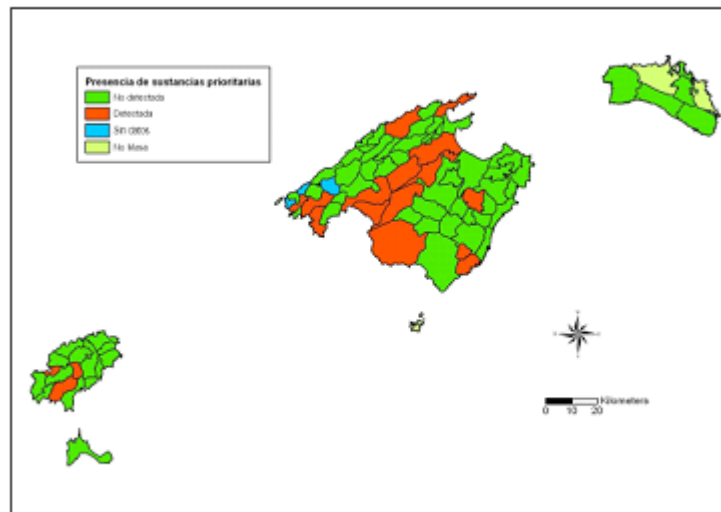 Presencia de sustancias prioritarias
No detectada
Detectada
Sin datos
No Masa
Kilometers
0 10 20